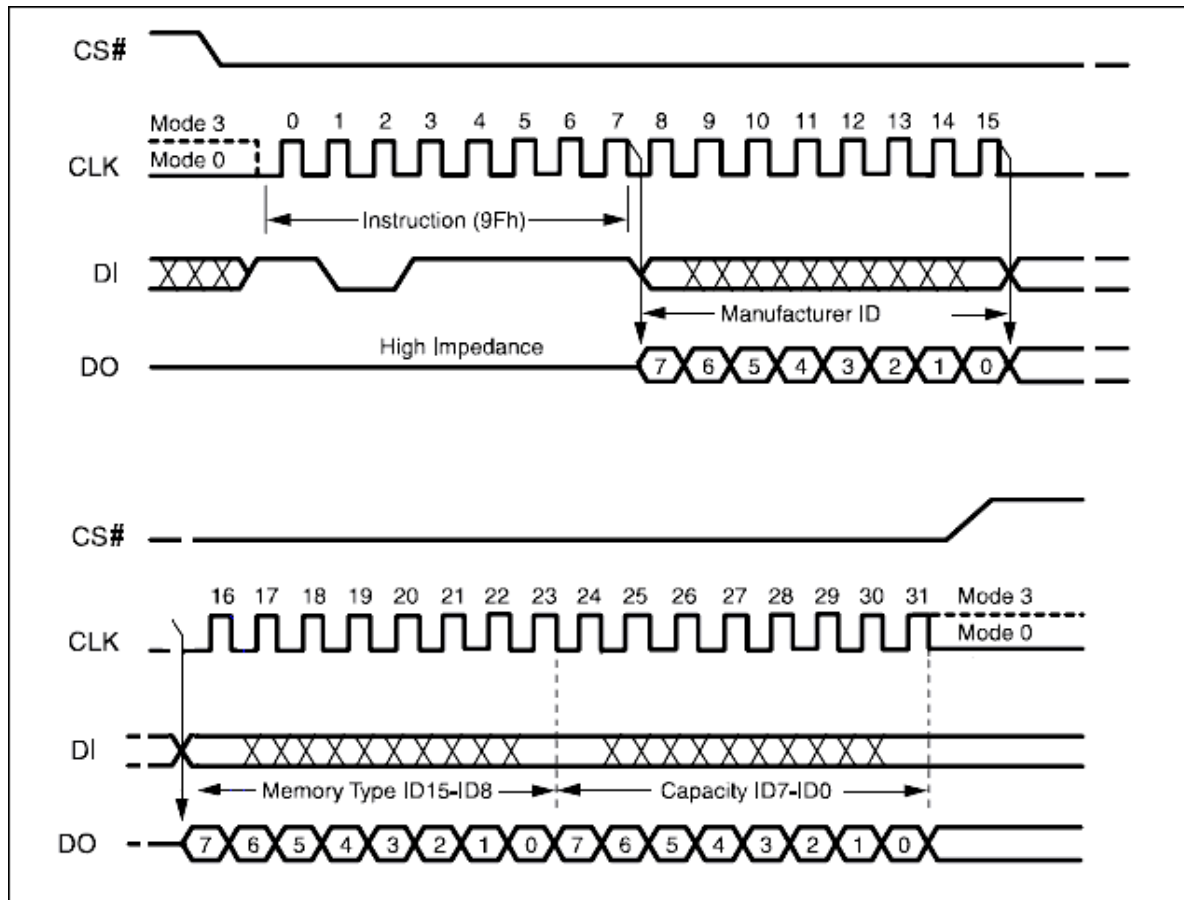 CS#
Mode 3
0 1 2 3 4 5 6 7 8 9 10 11 12 13 14 15
CLK
Mode 0
Instruction (9Fh)
DI
Manufacturer ID
High Impedance
DO
7 6 5 4 3 2 1 0
CS#
16 17 18 19 20 21 22 23 24 25 26 27 28 29 30 31
Mode 3
CLK
Mode 0
DI
Memory Type ID15-ID8
Capacity ID7-ID0
DO
7 6 5 4 3 2 1 0 7 6 5 4 3 2 1 0